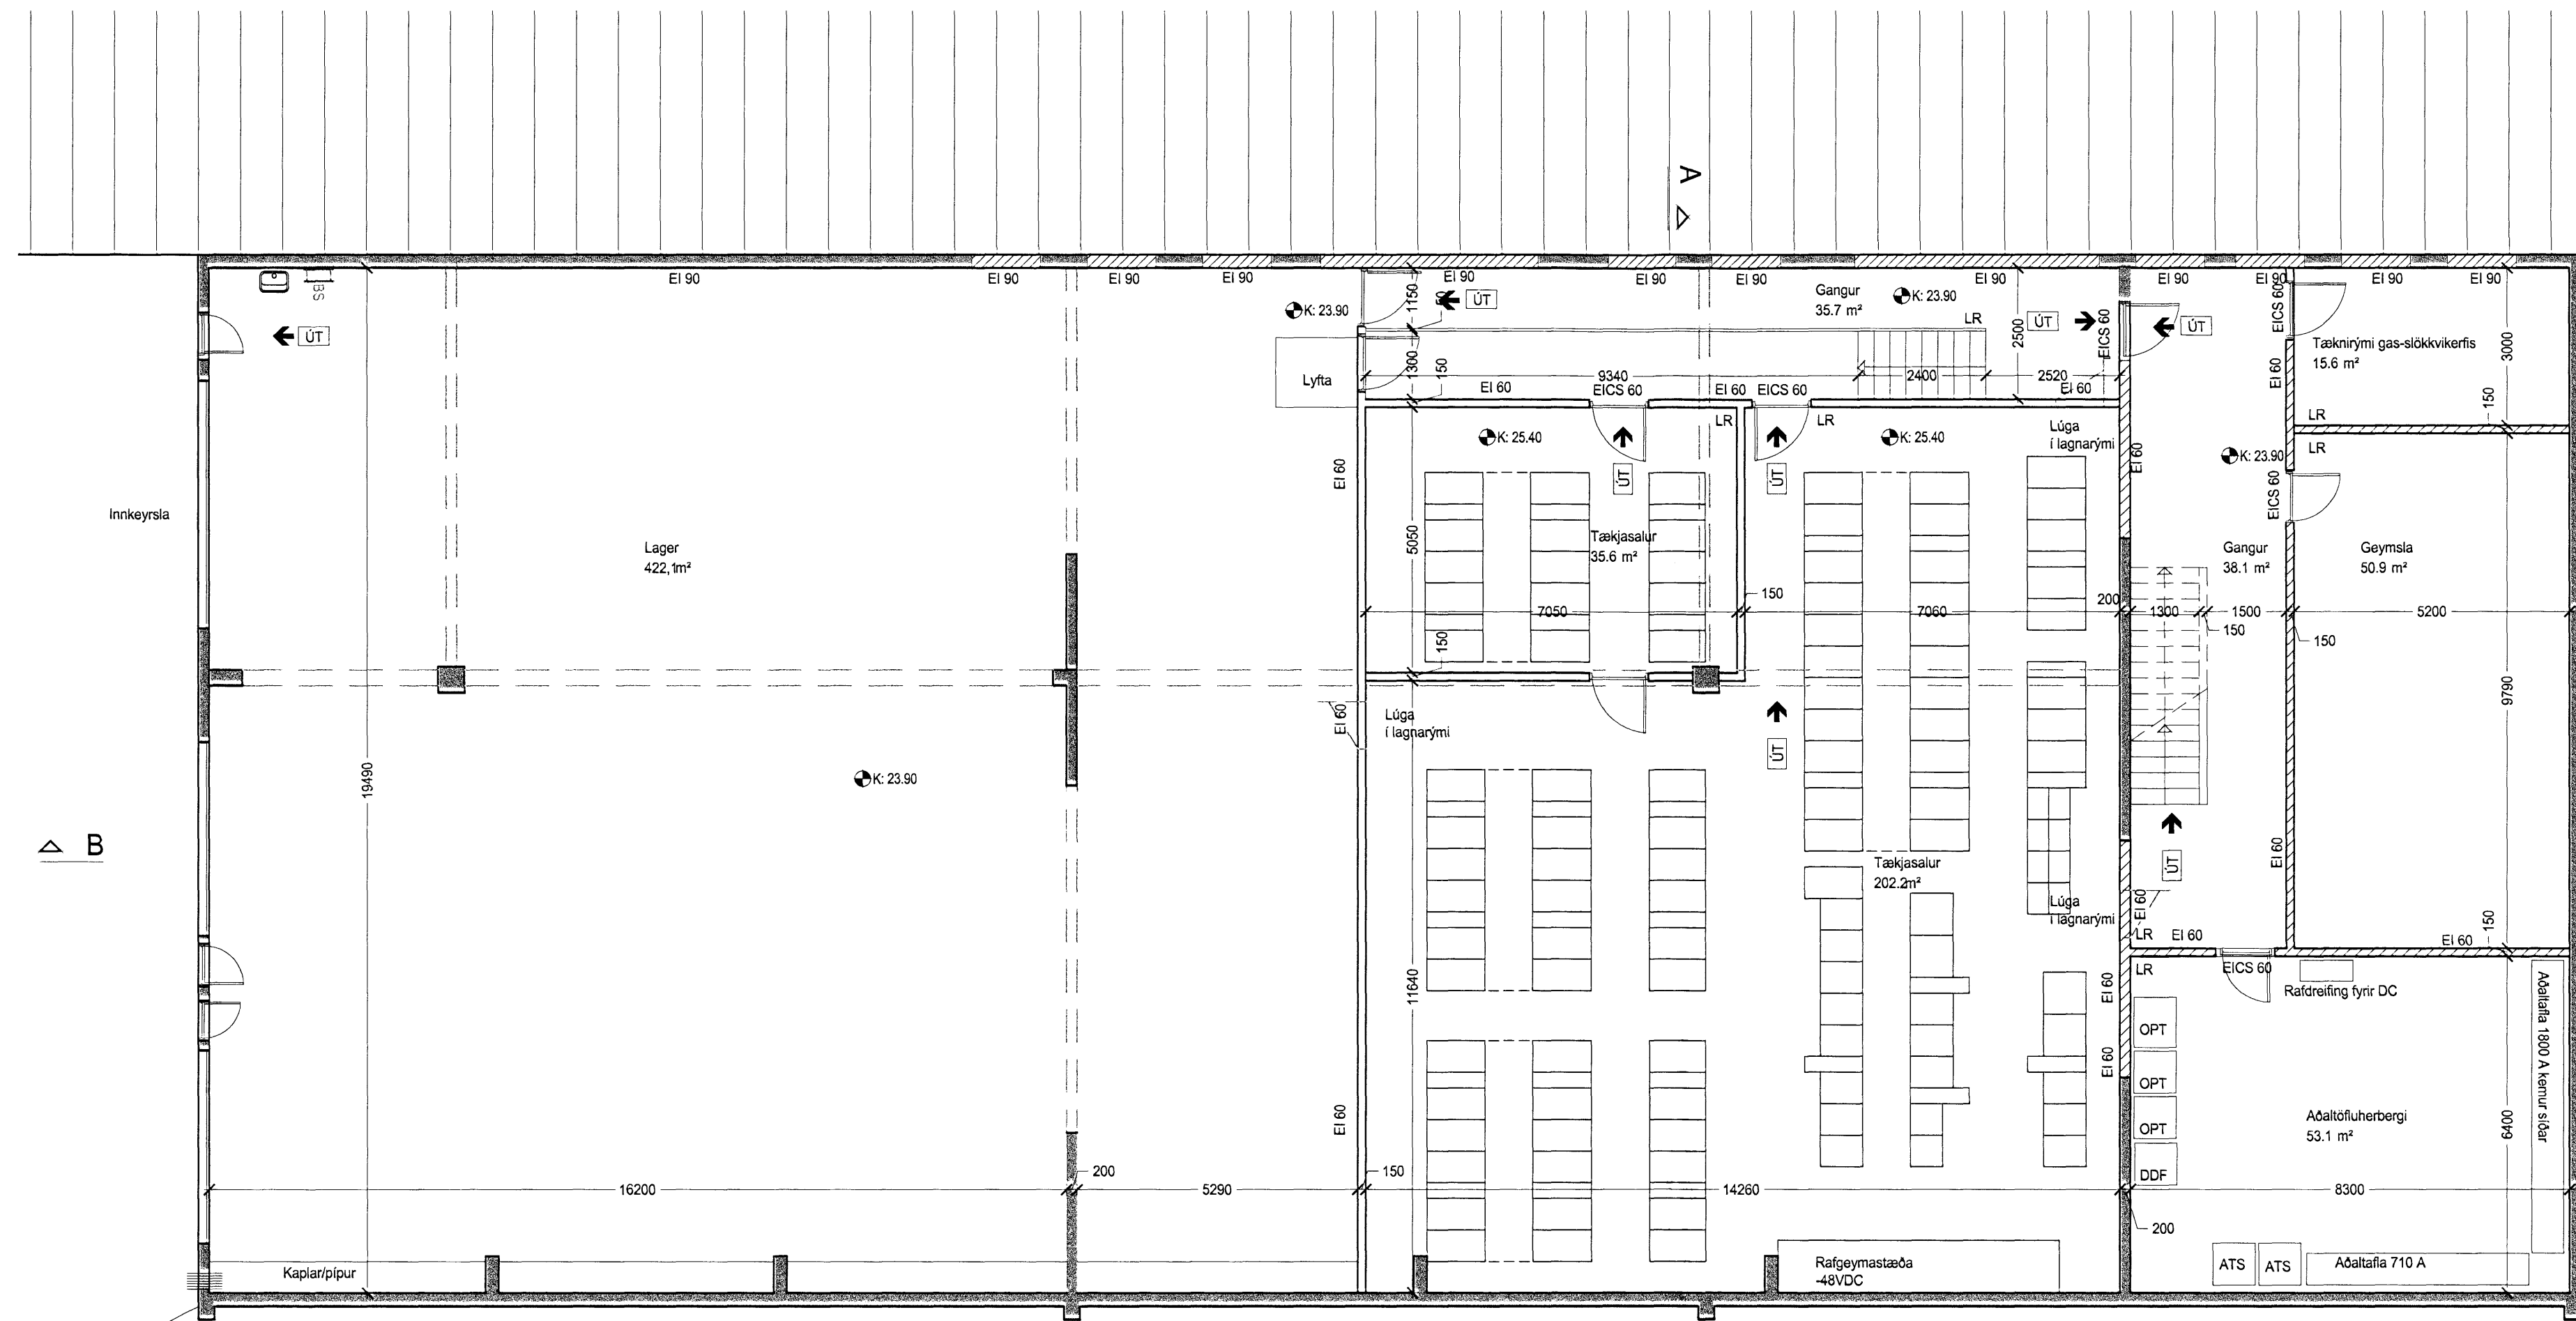 A
EI 90
EI 90
EI 90
EI 90
EI 90
EI 90
EI 90
EI 90
EI 90
EI 90
EI 90
EI 90
BS
ÚT
K: 23.90
1150
150
ÚT
Gangur
35.7 m²
K: 23.90
LR
2500
ÚT
EICS 60
ÚT
EICS 60
Tæknirými gas-slökkvikerfis
15.6 m²
3000
EI 60
Lyfta
1300
150
9340
2400
2520
EI 60
EICS 60
EI 60
EICS 60
EI 60
150
LR
LR
LR
LR
K: 25.40
K: 25.40
Lúga
í lagnarými
EI 60
EI 60
K: 23.90
ÚT
ÚT
EICS 60
Innkeyrsla
Lager
422,1m²
5050
Tækjasalur
35.6 m²
Gangur
38.1 m²
Geymsla
50.9 m²
7050
150
7060
200
1300
1500
5200
150
150
150
EI 60
Lúga
í lagnarými
9790
ÚT
19490
K: 23.90
B
Tækjasalur
202.2m²
ÚT
EI 60
Lúga
í lagnarými
EI 60
LR
EI 60
EI 60
150
11640
EI 60
LR
EICS 60
Rafdreifing fyrir DC
Aðaltafla 1800 A kemur síðar
OPT
EI 60
OPT
EI 60
OPT
Aðaltöfluherbergi
53.1 m²
6400
DDF
200
150
16200
5290
14260
8300
200
Kaplar/pípur
Rafgeymastæða
-48VDC
ATS
ATS
Aðaltafla 710 A